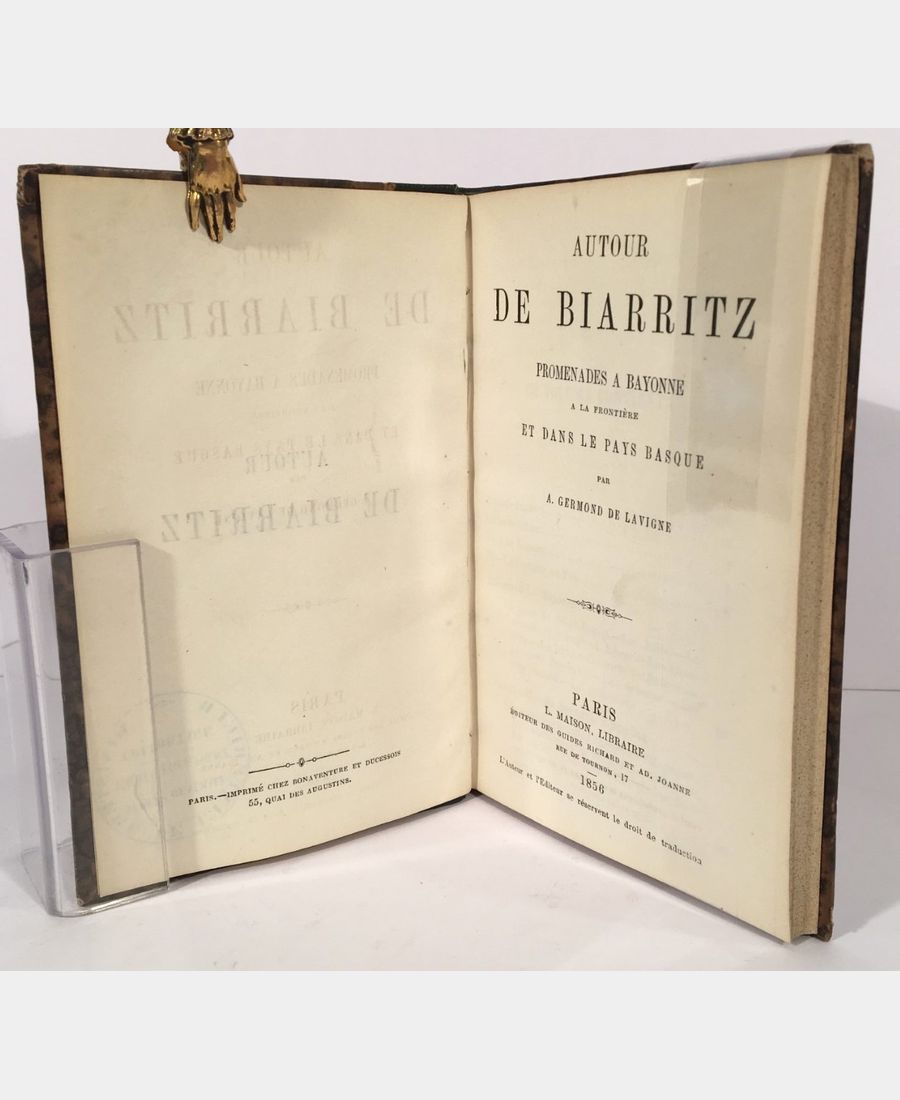 PARIS.—IMPRIMÉ CHEZ BONAVENTURE ET DUCESSOIS
55, QUAI DES AUGUSTINS.
AUTOUR
DE BIARRITZ
PROMENADES A BAYONNE
A LA FRONTIÈRE
ET DANS LE PAYS BASQUE
PAR
A. GERMOND DE LAVIGNE
PARIS
L. MAISON, LIBRAIRE
ÉDITEUR DES GUIDES RICHARD ET AD. JOANNE
RUE DE TOURNON, 17
1856
L'Auteur et l'Editeur se réservent le droit de traduction